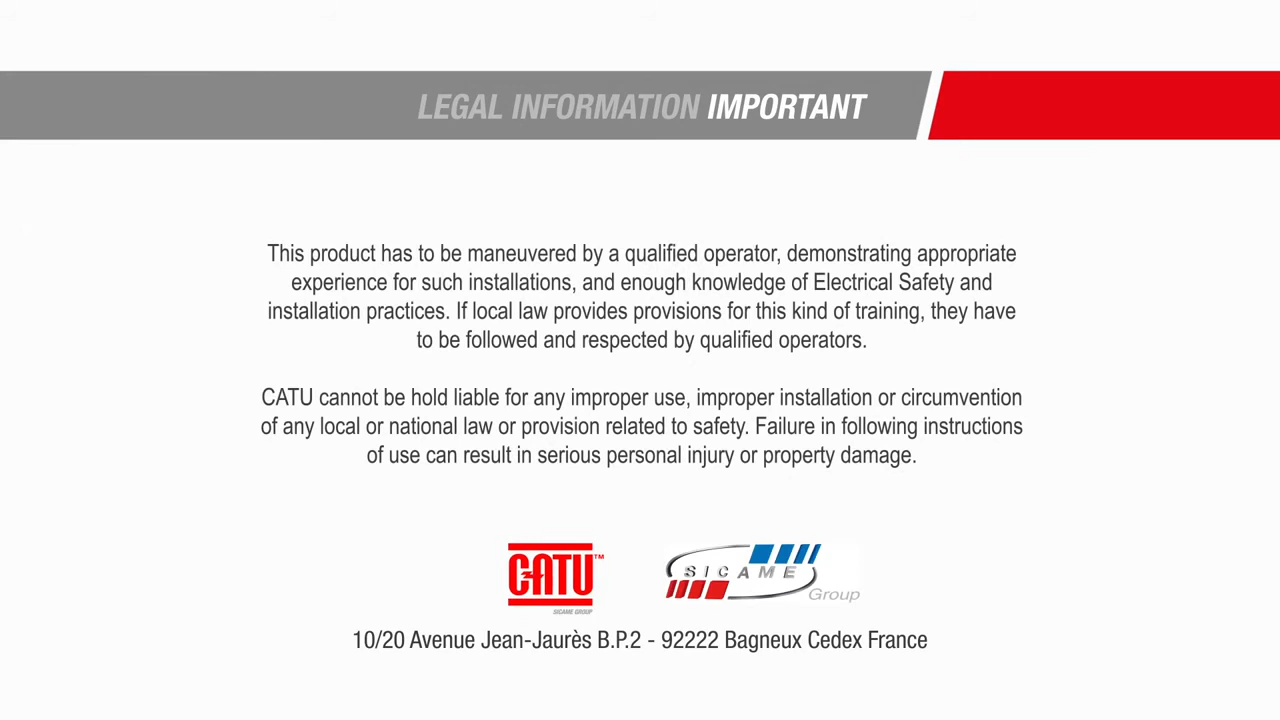 LEGAL INFORMATION IMPORTANT
This product has to be maneuvered by a qualified operator, demonstrating appropriate
experience for such installations, and enough knowledge of Electrical Safety and
installation practices. If local law provides provisions for this kind of training, they have
to be followed and respected by qualified operators.
CATU cannot be hold liable for any improper use, improper installation or circumvention
of any local or national law or provision related to safety. Failure in following instructions
of use can result in serious personal injury or property damage.
CATU™
SICAME GROUP
SICAME
Group
10/20 Avenue Jean-Jaurès B.P.2 - 92222 Bagneux Cedex France